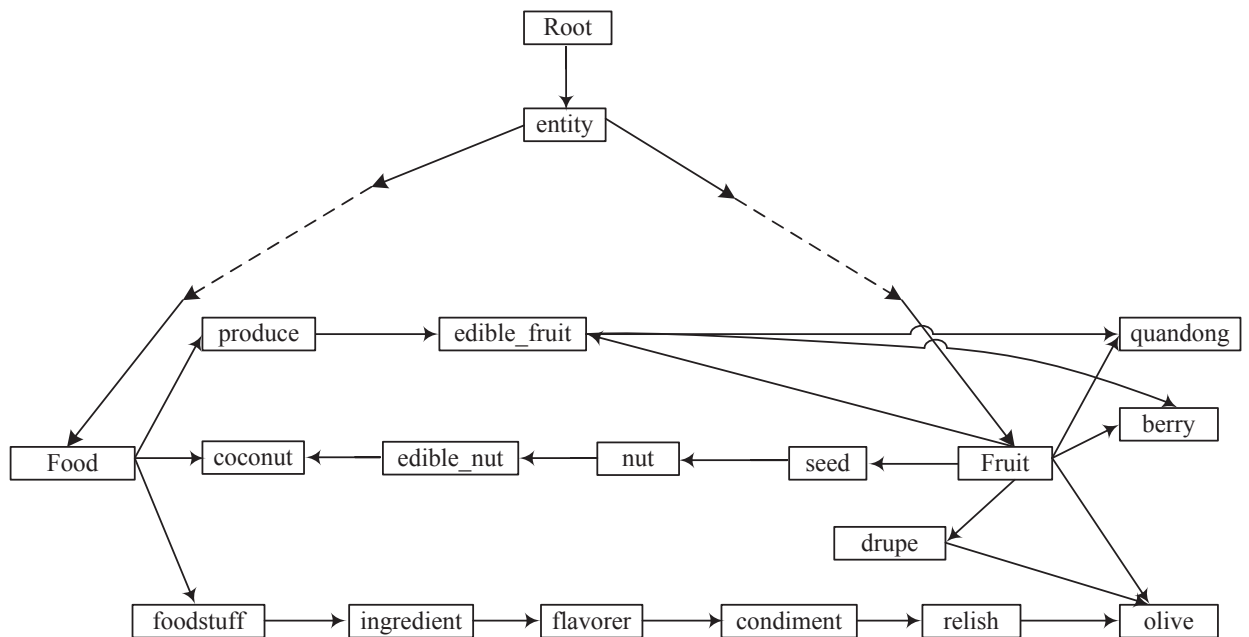 Root
entity
produce
edible_fruit
quandong
berry
Food
coconut
edible_nut
nut
seed
Fruit
drupe
foodstuff
ingredient
flavorer
condiment
relish
olive